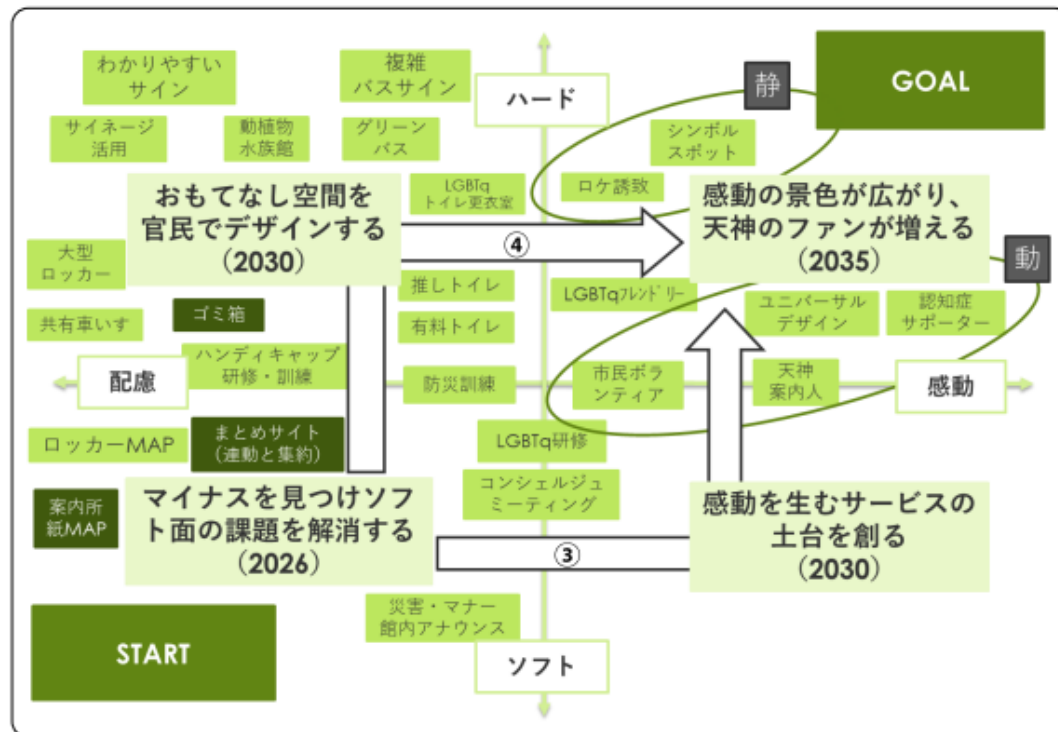 わかりやすい
サイン
複雑
バスサイン
ハード
静
GOAL
サイネージ
活用
動植物
水族館
グリーン
バス
シンボル
スポット
LGBTq
トイレ更衣室
ロケ誘致
おもてなし空間を
官民でデザインする
（2030）
④
感動の景色が広がり、
天神のファンが増える
（2035）
大型
ロッカー
動
推しトイレ
LGBTqﾌﾚﾝﾄﾞﾘｰ
ユニバーサル
デザイン
認知症
サポーター
共有車いす
ゴミ箱
有料トイレ
配慮
ハンディキャップ
研修・訓練
防災訓練
市民ボラ
ンティア
天神
案内人
感動
ロッカーMAP
まとめサイト
（連動と集約）
LGBTq研修
案内所
紙MAP
マイナスを見つけソフ
ト面の課題を解消する
（2026）
コンシェルジュ
ミーティング
感動を生むサービスの
土台を創る
（2030）
③
災害・マナー
館内アナウンス
START
ソフト